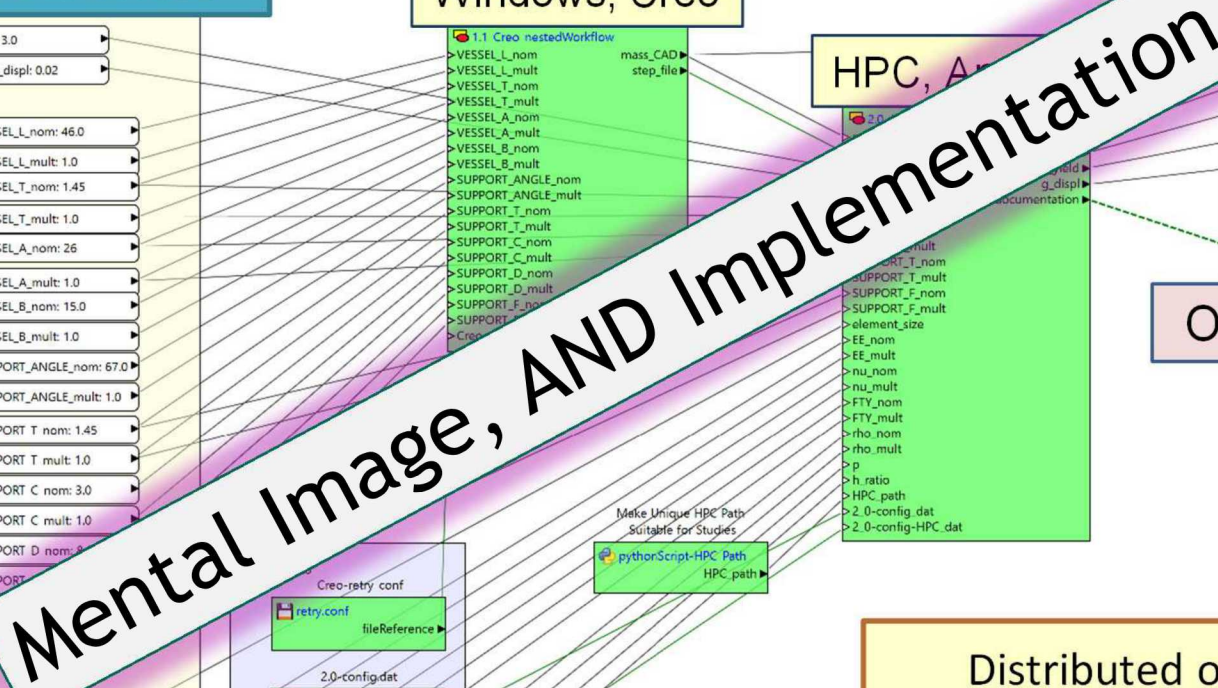 Windows, Creo
3.0
_displ: 0.02
SEL_L_nom: 46.0
SEL_L_mult: 1.0
SEL_T_nom: 1.45
SEL_T_mult: 1.0
SEL_A_nom: 26
SEL_A_mult: 1.0
SEL_B_nom: 15.0
SEL_B_mult: 1.0
PORT_ANGLE_nom: 67.0
PORT_ANGLE_mult: 1.0
PORT T nom: 1.45
PORT T mult: 1.0
PORT C nom: 3.0
PORT C mult: 1.0
PORT D nom:
1.1 Creo nestedWorkflow
VESSEL_L_nom
VESSEL_L_mult
VESSEL_T_nom
VESSEL_T_mult
VESSEL_A_nom
VESSEL_A_mult
VESSEL_B_nom
VESSEL_B_mult
SUPPORT_ANGLE_nom
SUPPORT_ANGLE_mult
SUPPORT_T_nom
SUPPORT_T_mult
SUPPORT_C_nom
SUPPORT_C_mult
SUPPORT_D_nom
SUPPORT_D_mult
SUPPORT_F_no
mass_CAD
step_file
HPC,
2.0
g_displ
ocumentation
SUPPORT_T_mult
SUPPORT_F_nom
SUPPORT_F_mult
element_size
EE_nom
EE_mult
nu_nom
nu_mult
FTY_nom
FTY_mult
rho_nom
rho_mult
p
h_ratio
HPC_path
2_0-config_dat
2_0-config-HPC_dat
Mental Image, AND Implementation
Make Unique HPC Path
Suitable for Studies
pythonScript-HPC Path
HPC_path
Creo-retry conf
retry.conf
fileReference
2.0-config.dat
O
Distributed o